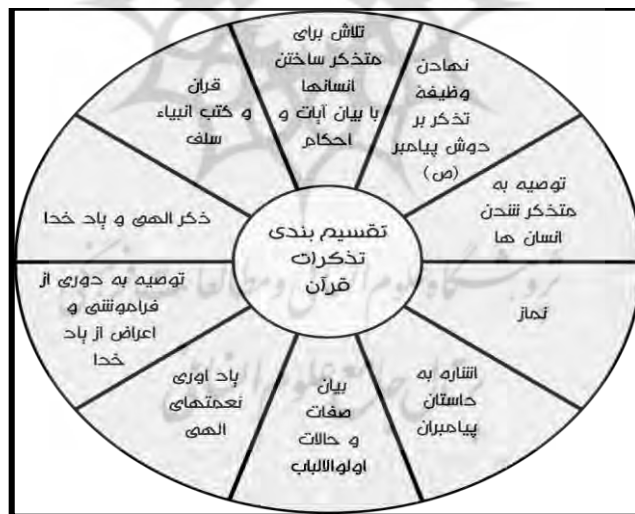 تلاش برای
متذکر ساختن
انسانها
با بیان آیات و
احکام
نهادن
وظیفهٔ
تذکر بر
دوش پیامبر
(ص)
توصیه به
متذکر شدن
انسان ها
نماز
اشاره به
داستان
پیامبران
بیان
صفات
و حالات
اولوالالباب
یاد اوری
نعمتهای
الهی
توصیه به دوری از
فراموشی و
اعراض از یاد
خدا
ذکر الهی و یاد خدا
قران
و کتب انبیاء
سلف
تقسیم بندی
تذکرات
قرآن